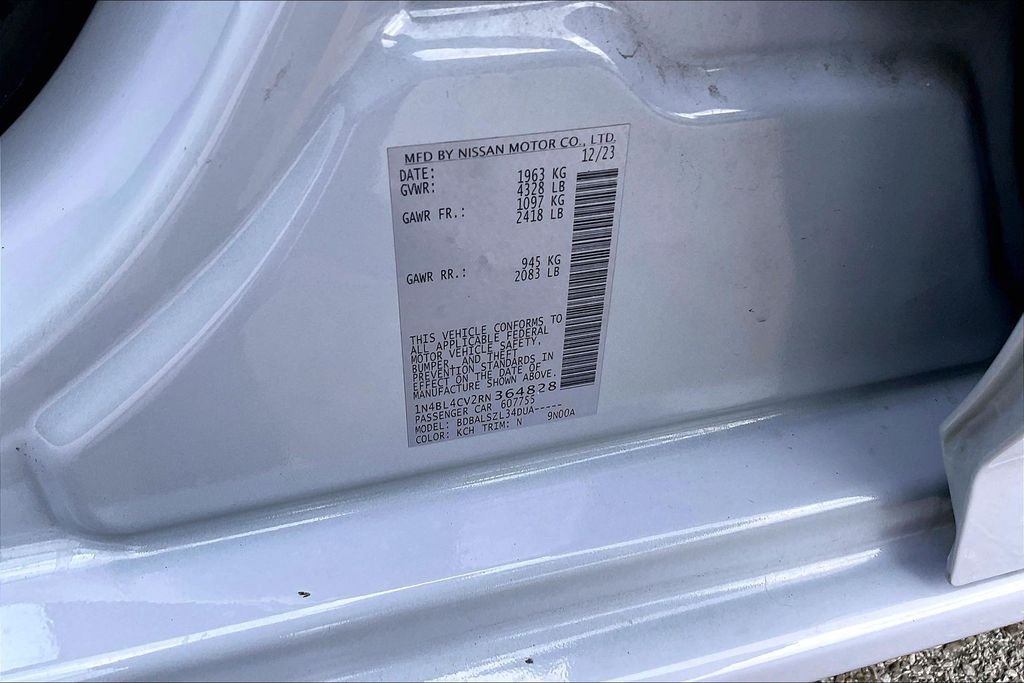 MFD BY NISSAN MOTOR CO., LTD.
DATE: 12/23
GVWR: 1963 KG
4328 LB
GAWR FR.: 1097 KG
2418 LB
GAWR RR.: 945 KG
2083 LB
THIS VEHICLE CONFORMS TO
ALL APPLICABLE FEDERAL
MOTOR VEHICLE SAFETY,
BUMPER, AND THEFT
PREVENTION STANDARDS IN
EFFECT ON THE DATE OF
MANUFACTURE SHOWN ABOVE.
1N4BL4CV2RN364828
PASSENGER CAR 607755
MODEL: BDBALSZL34DUA-----
COLOR: KCH TRIM: N 9N00A